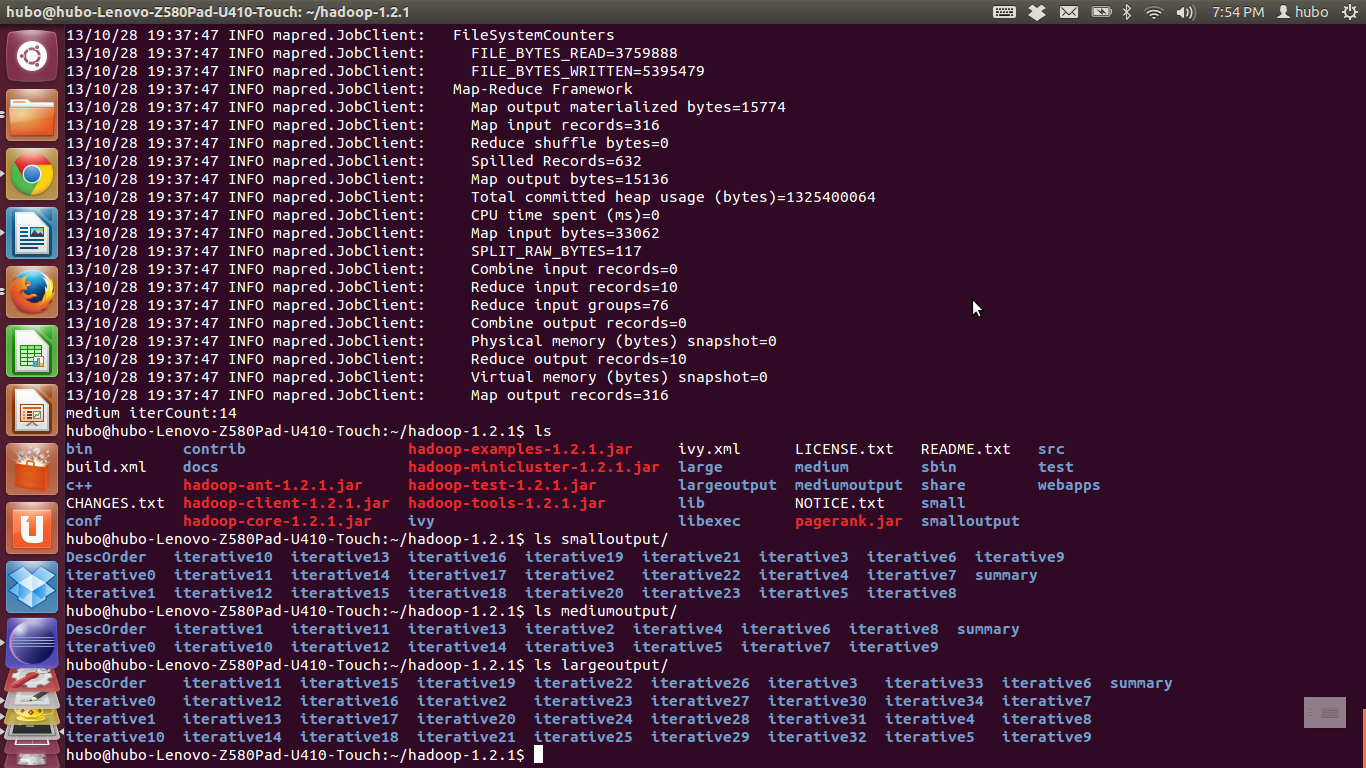 hubo@hubo-Lenovo-Z580Pad-U410-Touch: ~/hadoop-1.2.1 7:54 PM hubo
13/10/28 19:37:47 INFO mapred.JobClient:   FileSystemCounters
13/10/28 19:37:47 INFO mapred.JobClient:     FILE_BYTES_READ=3759888
13/10/28 19:37:47 INFO mapred.JobClient:     FILE_BYTES_WRITTEN=5395479
13/10/28 19:37:47 INFO mapred.JobClient:   Map-Reduce Framework
13/10/28 19:37:47 INFO mapred.JobClient:     Map output materialized bytes=15774
13/10/28 19:37:47 INFO mapred.JobClient:     Map input records=316
13/10/28 19:37:47 INFO mapred.JobClient:     Reduce shuffle bytes=0
13/10/28 19:37:47 INFO mapred.JobClient:     Spilled Records=632
13/10/28 19:37:47 INFO mapred.JobClient:     Map output bytes=15136
13/10/28 19:37:47 INFO mapred.JobClient:     Total committed heap usage (bytes)=1325400064
13/10/28 19:37:47 INFO mapred.JobClient:     CPU time spent (ms)=0
13/10/28 19:37:47 INFO mapred.JobClient:     Map input bytes=33062
13/10/28 19:37:47 INFO mapred.JobClient:     SPLIT_RAW_BYTES=117
13/10/28 19:37:47 INFO mapred.JobClient:     Combine input records=0
13/10/28 19:37:47 INFO mapred.JobClient:     Reduce input records=10
13/10/28 19:37:47 INFO mapred.JobClient:     Reduce input groups=76
13/10/28 19:37:47 INFO mapred.JobClient:     Combine output records=0
13/10/28 19:37:47 INFO mapred.JobClient:     Physical memory (bytes) snapshot=0
13/10/28 19:37:47 INFO mapred.JobClient:     Reduce output records=10
13/10/28 19:37:47 INFO mapred.JobClient:     Virtual memory (bytes) snapshot=0
13/10/28 19:37:47 INFO mapred.JobClient:     Map output records=316
medium iterCount:14
hubo@hubo-Lenovo-Z580Pad-U410-Touch:~/hadoop-1.2.1$ ls
bin contrib hadoop-examples-1.2.1.jar ivy.xml LICENSE.txt README.txt src
build.xml docs hadoop-minicluster-1.2.1.jar large medium sbin test
c++ hadoop-ant-1.2.1.jar hadoop-test-1.2.1.jar largeoutput mediumoutput share webapps
CHANGES.txt hadoop-client-1.2.1.jar hadoop-tools-1.2.1.jar lib NOTICE.txt small
conf hadoop-core-1.2.1.jar ivy libexec pagerank.jar smalloutput
hubo@hubo-Lenovo-Z580Pad-U410-Touch:~/hadoop-1.2.1$ ls smalloutput/
DescOrder iterative10 iterative13 iterative16 iterative19 iterative21 iterative3 iterative6 iterative9
iterative0 iterative11 iterative14 iterative17 iterative2 iterative22 iterative4 iterative7 summary
iterative1 iterative12 iterative15 iterative18 iterative20 iterative23 iterative5 iterative8
hubo@hubo-Lenovo-Z580Pad-U410-Touch:~/hadoop-1.2.1$ ls mediumoutput/
DescOrder iterative1 iterative11 iterative13 iterative2 iterative4 iterative6 iterative8 summary
iterative0 iterative10 iterative12 iterative14 iterative3 iterative5 iterative7 iterative9
hubo@hubo-Lenovo-Z580Pad-U410-Touch:~/hadoop-1.2.1$ ls largeoutput/
DescOrder iterative11 iterative15 iterative19 iterative22 iterative26 iterative3 iterative33 iterative6 summary
iterative0 iterative12 iterative16 iterative2 iterative23 iterative27 iterative30 iterative34 iterative7
iterative1 iterative13 iterative17 iterative20 iterative24 iterative28 iterative31 iterative4 iterative8
iterative10 iterative14 iterative18 iterative21 iterative25 iterative29 iterative32 iterative5 iterative9
hubo@hubo-Lenovo-Z580Pad-U410-Touch:~/hadoop-1.2.1$